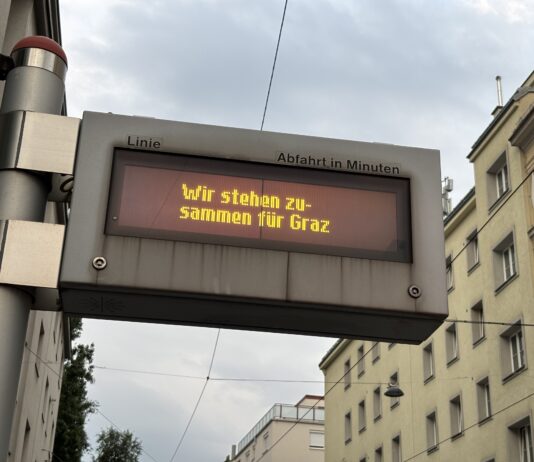 Linie
Abfahrt in Minuten
Wir stehen zu-
sammen für Graz